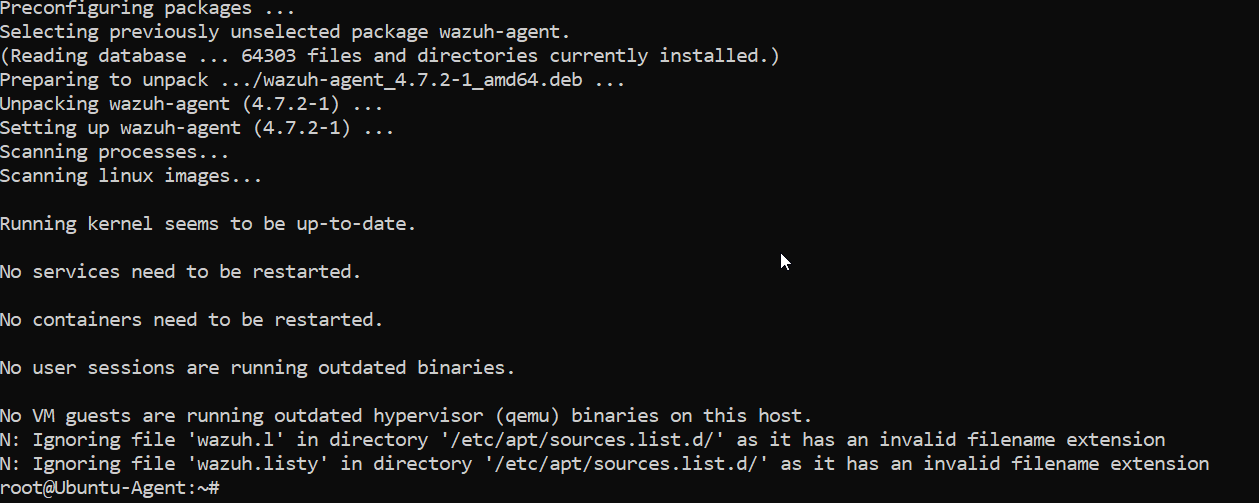 Preconfiguring packages ...
Selecting previously unselected package wazuh-agent.
(Reading database ... 64303 files and directories currently installed.)
Preparing to unpack .../wazuh-agent_4.7.2-1_amd64.deb ...
Unpacking wazuh-agent (4.7.2-1) ...
Setting up wazuh-agent (4.7.2-1) ...
Scanning processes...
Scanning linux images...
Running kernel seems to be up-to-date.
No services need to be restarted.
No containers need to be restarted.
No user sessions are running outdated binaries.
No VM guests are running outdated hypervisor (qemu) binaries on this host.
N: Ignoring file 'wazuh.l' in directory '/etc/apt/sources.list.d/' as it has an invalid filename extension
N: Ignoring file 'wazuh.listy' in directory '/etc/apt/sources.list.d/' as it has an invalid filename extension
root@Ubuntu-Agent:~#